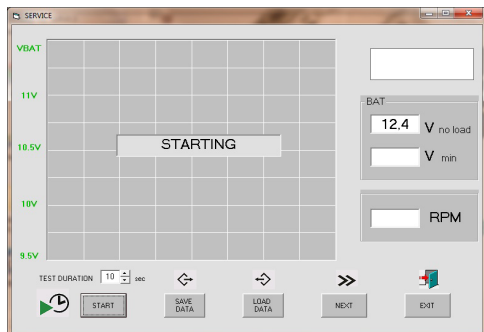 SERVICE
VBAT
11V
10.5V
10V
9.5V
STARTING
BAT
12,4 V no load
V min
RPM
TEST DURATION 10 sec
START
SAVE DATA
LOAD DATA
NEXT
EXIT